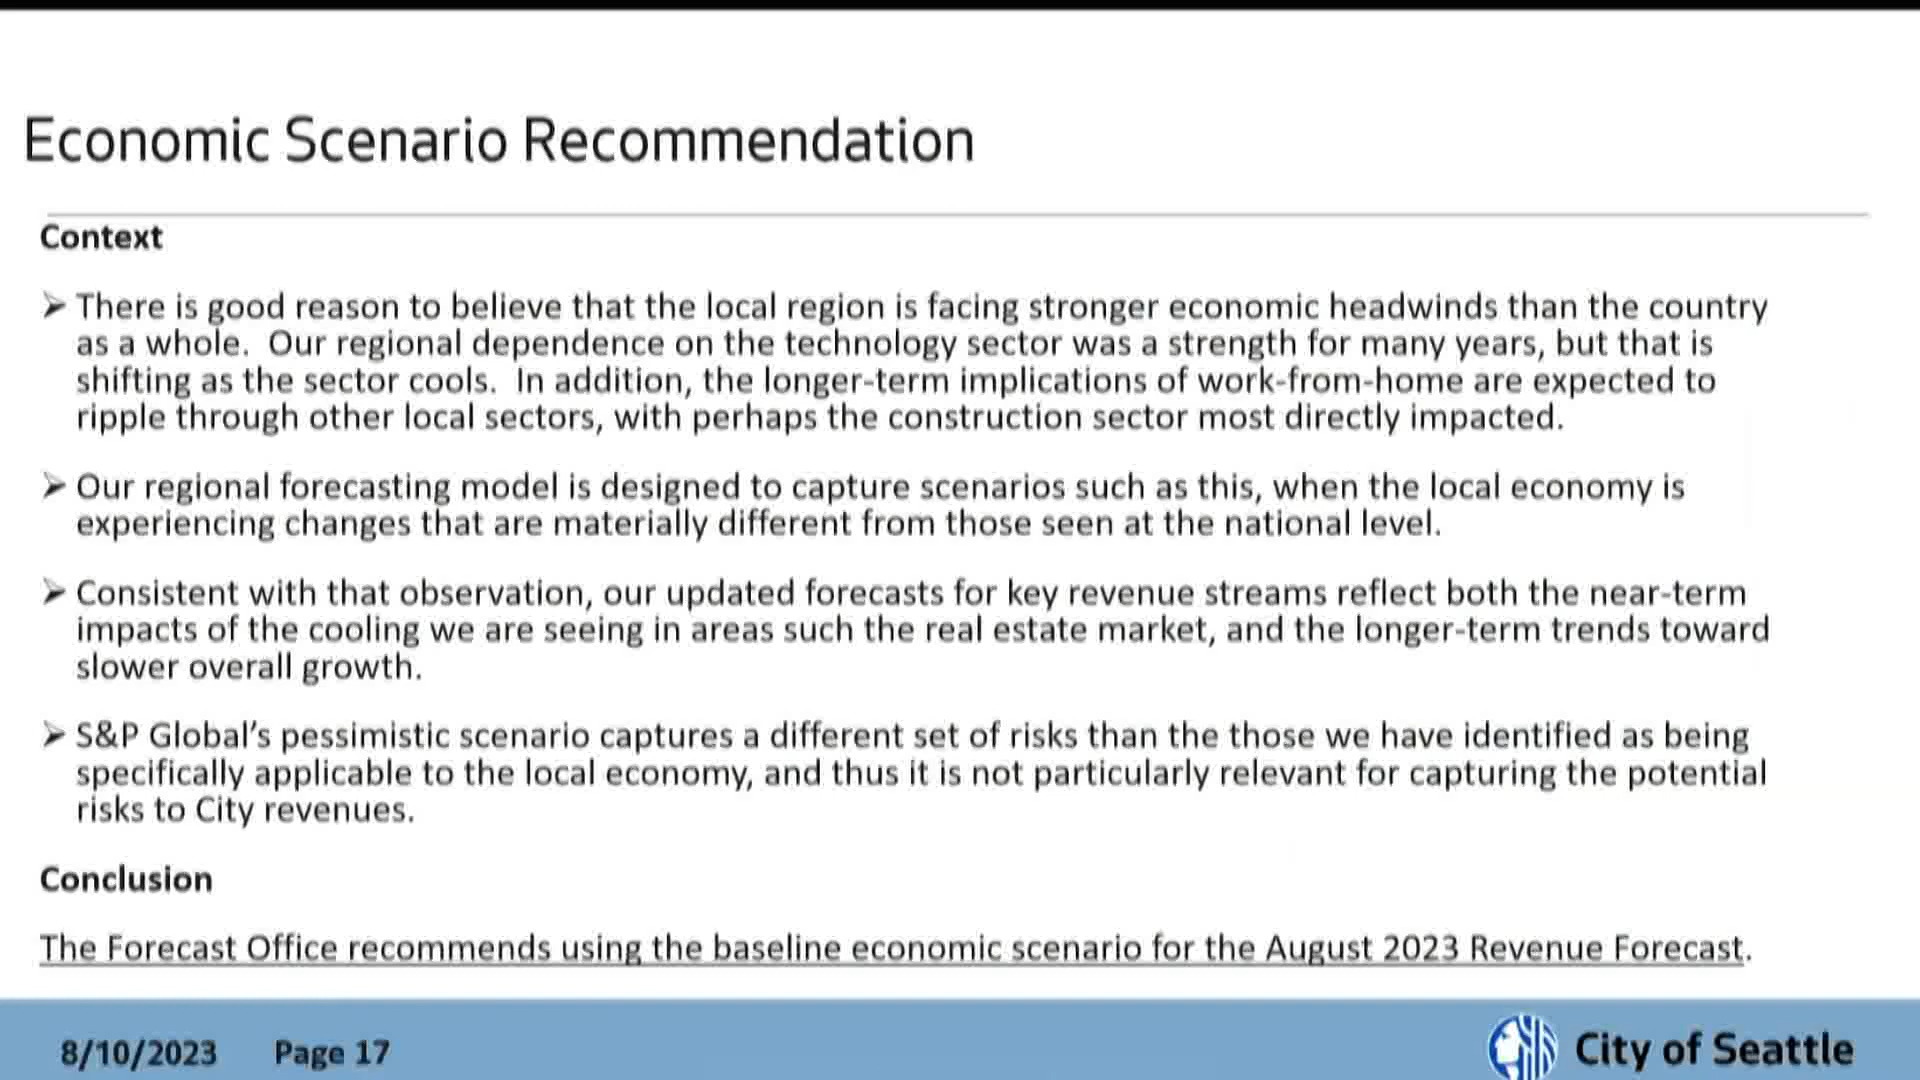 Economic Scenario Recommendation
Context
➢ There is good reason to believe that the local region is facing stronger economic headwinds than the country
as a whole.  Our regional dependence on the technology sector was a strength for many years, but that is
shifting as the sector cools.  In addition, the longer-term implications of work-from-home are expected to
ripple through other local sectors, with perhaps the construction sector most directly impacted.
➢ Our regional forecasting model is designed to capture scenarios such as this, when the local economy is
experiencing changes that are materially different from those seen at the national level.
➢ Consistent with that observation, our updated forecasts for key revenue streams reflect both the near-term
impacts of the cooling we are seeing in areas such the real estate market, and the longer-term trends toward
slower overall growth.
➢ S&P Global’s pessimistic scenario captures a different set of risks than the those we have identified as being
specifically applicable to the local economy, and thus it is not particularly relevant for capturing the potential
risks to City revenues.
Conclusion
The Forecast Office recommends using the baseline economic scenario for the August 2023 Revenue Forecast.
8/10/2023 Page 17 City of Seattle